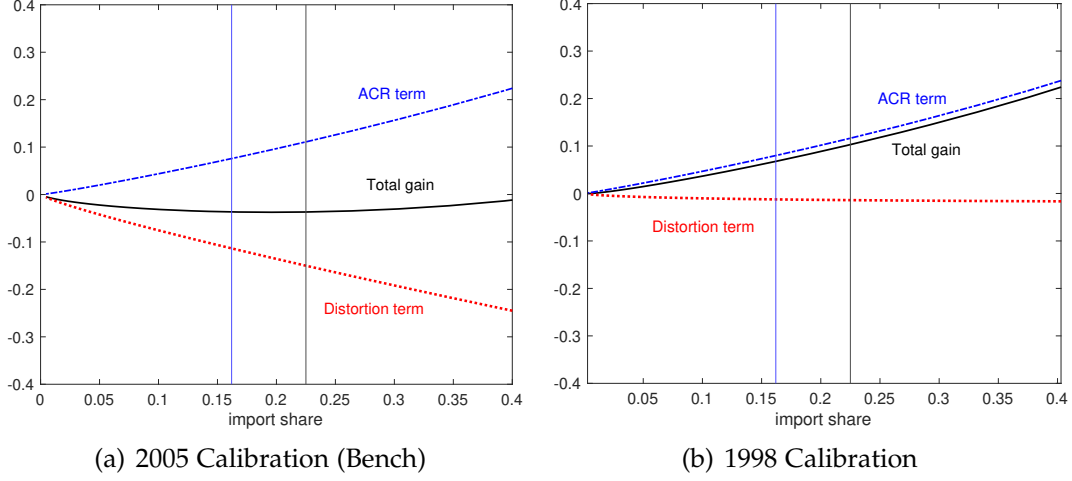 0.4
0.3
0.2
0.1
0
-0.1
-0.2
-0.3
-0.4
ACR term
Total gain
Distortion term
0 0.05 0.1 0.15 0.2 0.25 0.3 0.35 0.4
import share
(a) 2005 Calibration (Bench)
0.4
0.3
0.2
0.1
0
-0.1
-0.2
-0.3
-0.4
ACR term
Total gain
Distortion term
0.05 0.1 0.15 0.2 0.25 0.3 0.35 0.4
import share
(b) 1998 Calibration